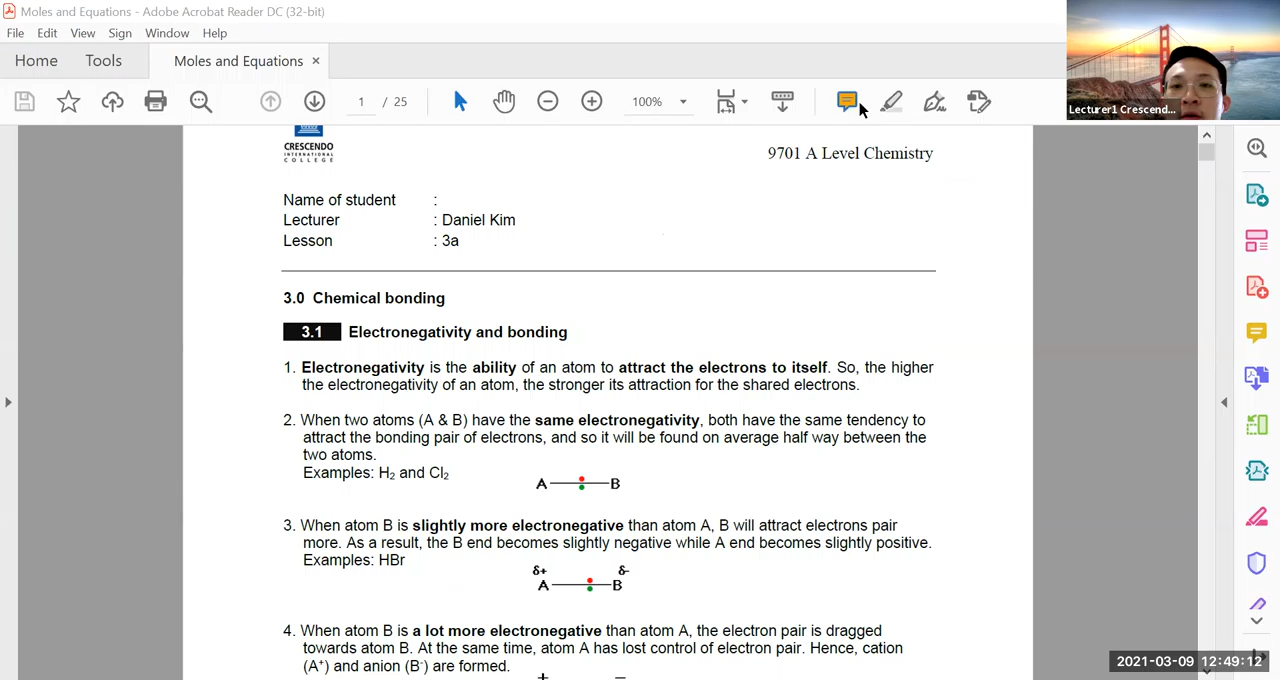 Moles and Equations - Adobe Acrobat Reader DC (32-bit)
File Edit View Sign Window Help
Home Tools Moles and Equations ×
1 / 25 100%
Lecturer1 Crescend...
CRESCENDO
INTERNATIONAL
COLLEGE
9701 A Level Chemistry
Name of student :
Lecturer : Daniel Kim
Lesson : 3a
3.0 Chemical bonding
3.1 Electronegativity and bonding
1. Electronegativity is the ability of an atom to attract the electrons to itself. So, the higher
the electronegativity of an atom, the stronger its attraction for the shared electrons.
2. When two atoms (A & B) have the same electronegativity, both have the same tendency to
attract the bonding pair of electrons, and so it will be found on average half way between the
two atoms.
Examples: H₂ and Cl₂
A B
3. When atom B is slightly more electronegative than atom A, B will attract electrons pair
more. As a result, the B end becomes slightly negative while A end becomes slightly positive.
Examples: HBr
δ+ δ-
A B
4. When atom B is a lot more electronegative than atom A, the electron pair is dragged
towards atom B. At the same time, atom A has lost control of electron pair. Hence, cation
(A⁺) and anion (B⁻) are formed.
+ −
2021-03-09 12:49:12